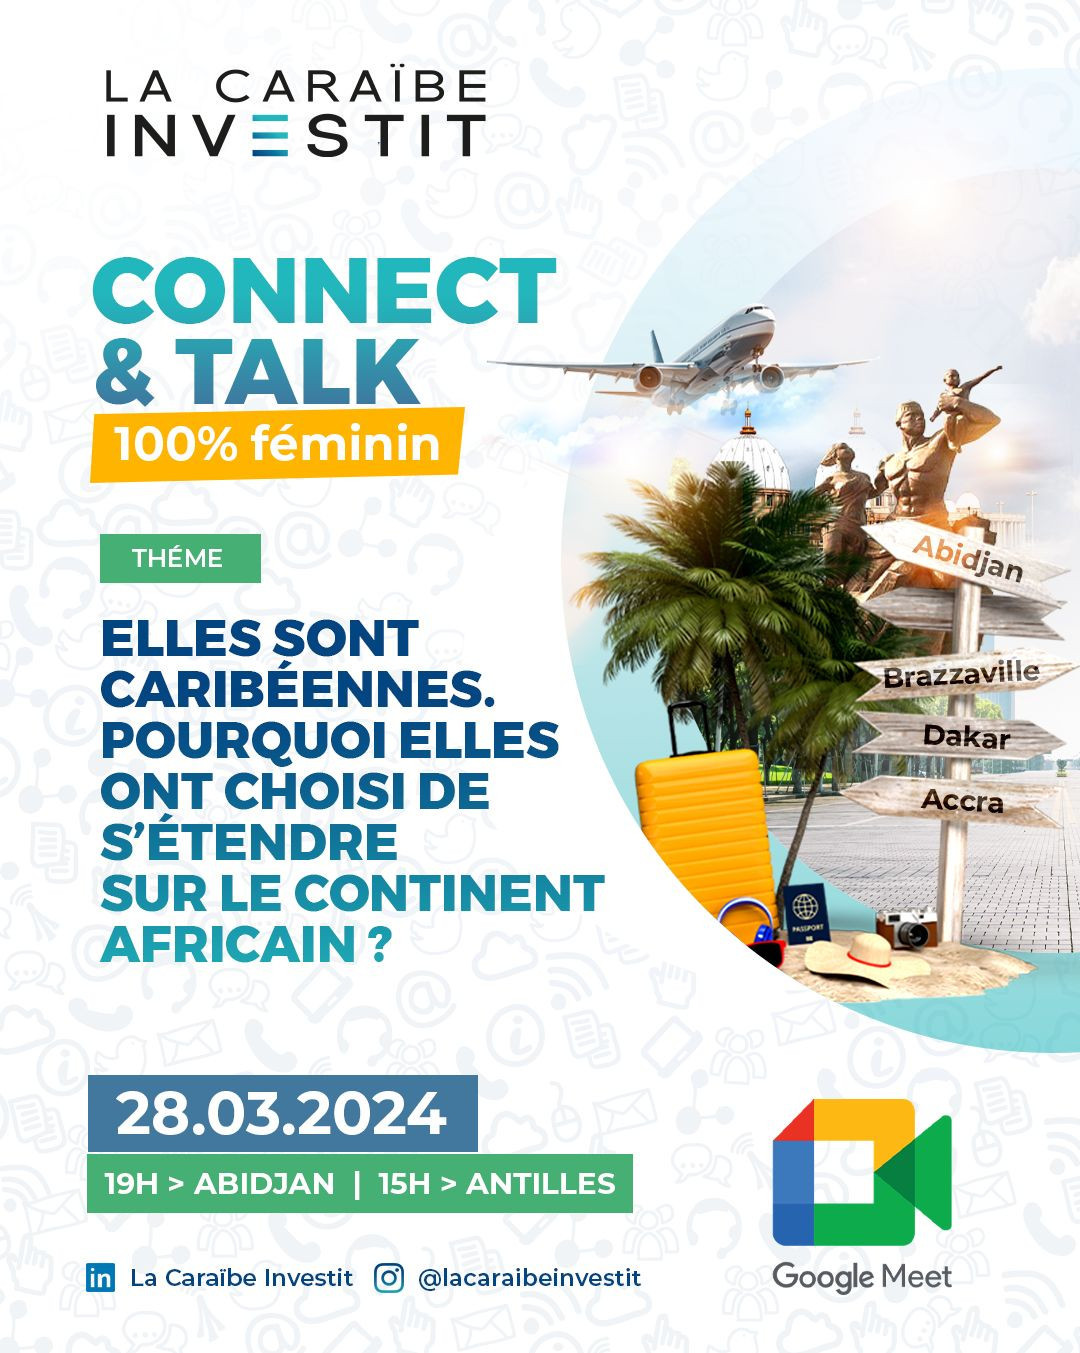 LA CARAÏBE
INVESTIT
CONNECT
& TALK
100% féminin
THÉME
ELLES SONT
CARIBÉENNES.
POURQUOI ELLES
ONT CHOISI DE
S’ÉTENDRE
SUR LE CONTINENT
AFRICAIN ?
Abidjan
Brazzaville
Dakar
Accra
PASSPORT
28.03.2024
19H > ABIDJAN | 15H > ANTILLES
in La Caraïbe Investit @lacaraibeinvestit
Google Meet